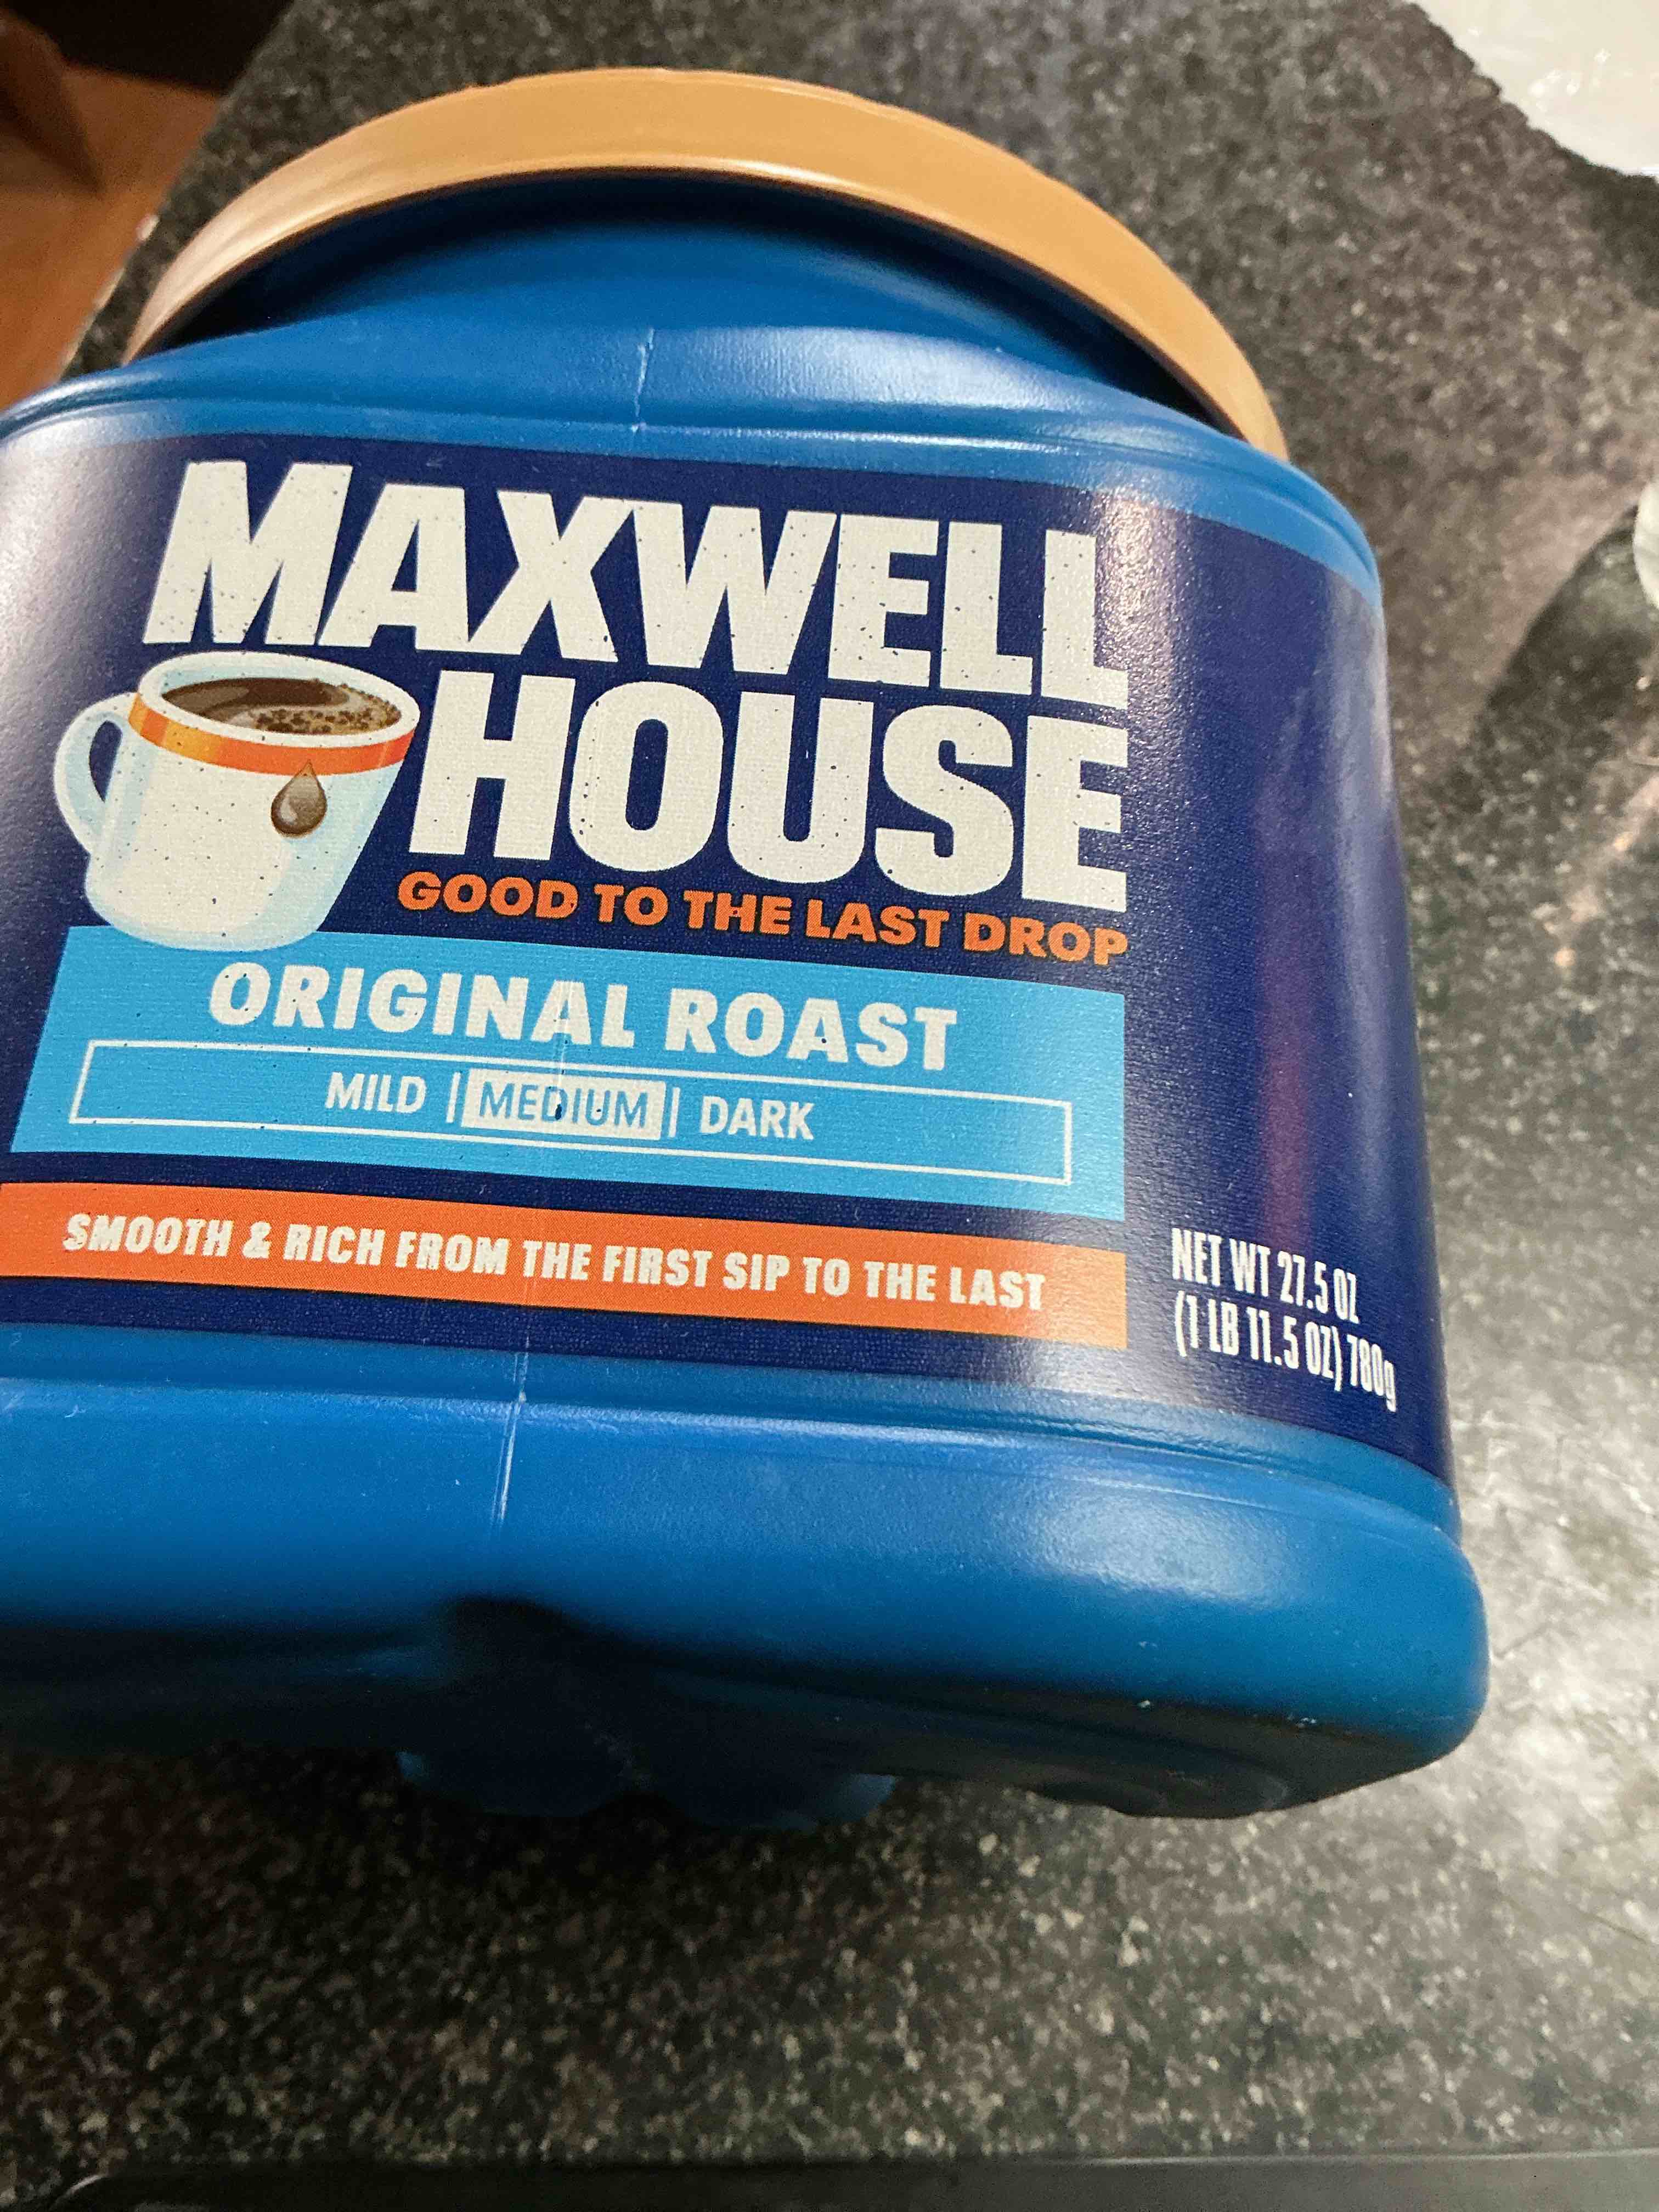 MAXWELL
HOUSE
GOOD TO THE LAST DROP
ORIGINAL ROAST
MILD | MEDIUM | DARK
SMOOTH & RICH FROM THE FIRST SIP TO THE LAST
NET WT 27.5 OZ
(1 LB 11.5 OZ) 780g